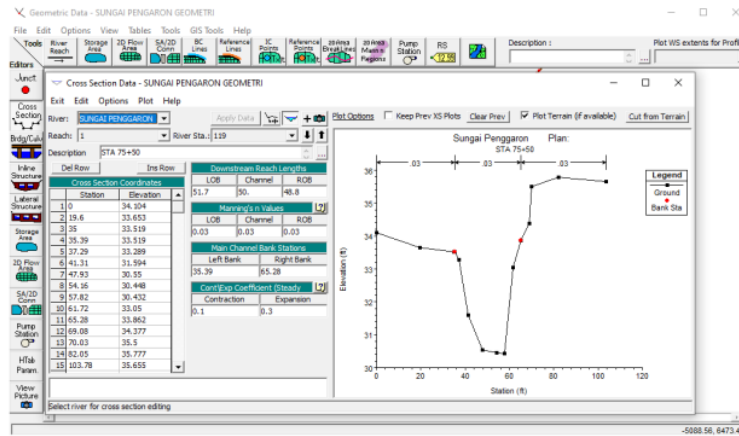 Geometric Data - SUNGAI PENGARON GEOMETRI
File Edit Options View Tables Tools GIS Tools Help
Tools River Reach Storage Area 2D Flow Area SA/2D Conn BC Lines Reference Lines IC Points Reference Points 2D Area BreakLines 2D Area Mann n Regions Pump Station RS Description : Plot WS extents for Profi
Editors
Junct
Cross Section
Brdg/Culv
Inline Structure
Lateral Structure
Storage Area
2D Flow Area
SA/2D Conn
Pump Station
HTab Param.
View Picture
Cross Section Data - SUNGAI PENGARON GEOMETRI
Exit Edit Options Plot Help
River: SUNGAI PENGGARON Apply Data Plot Options Keep Prev XS Plots Clear Prev Plot Terrain (if available) Cut from Terrain
Reach: 1 River Sta.: 119
Description STA 75+50
Del Row Ins Row
Cross Section Coordinates
Station Elevation
1 0 34.104
2 19.6 33.653
3 35 33.519
4 35.39 33.519
5 37.29 33.289
6 41.31 31.594
7 47.93 30.55
8 54.16 30.448
9 57.82 30.432
10 61.72 33.05
11 65.28 33.862
12 69.08 34.377
13 70.03 35.5
14 82.05 35.777
15 103.78 35.655
Downstream Reach Lengths
LOB Channel ROB
51.7 50. 48.8
Manning's n Values
LOB Channel ROB
0.03 0.03 0.03
Main Channel Bank Stations
Left Bank Right Bank
35.39 65.28
Cont\Exp Coefficient (Steady
Contraction Expansion
0.1 0.3
Sungai Penggaron Plan:
STA 75+50
.03 .03 .03
Legend
Ground
Bank Sta
Elevation (ft)
36
35
34
33
32
31
30
0 20 40 60 80 100 120
Station (ft)
Select river for cross section editing
-5088.56, 6473.4